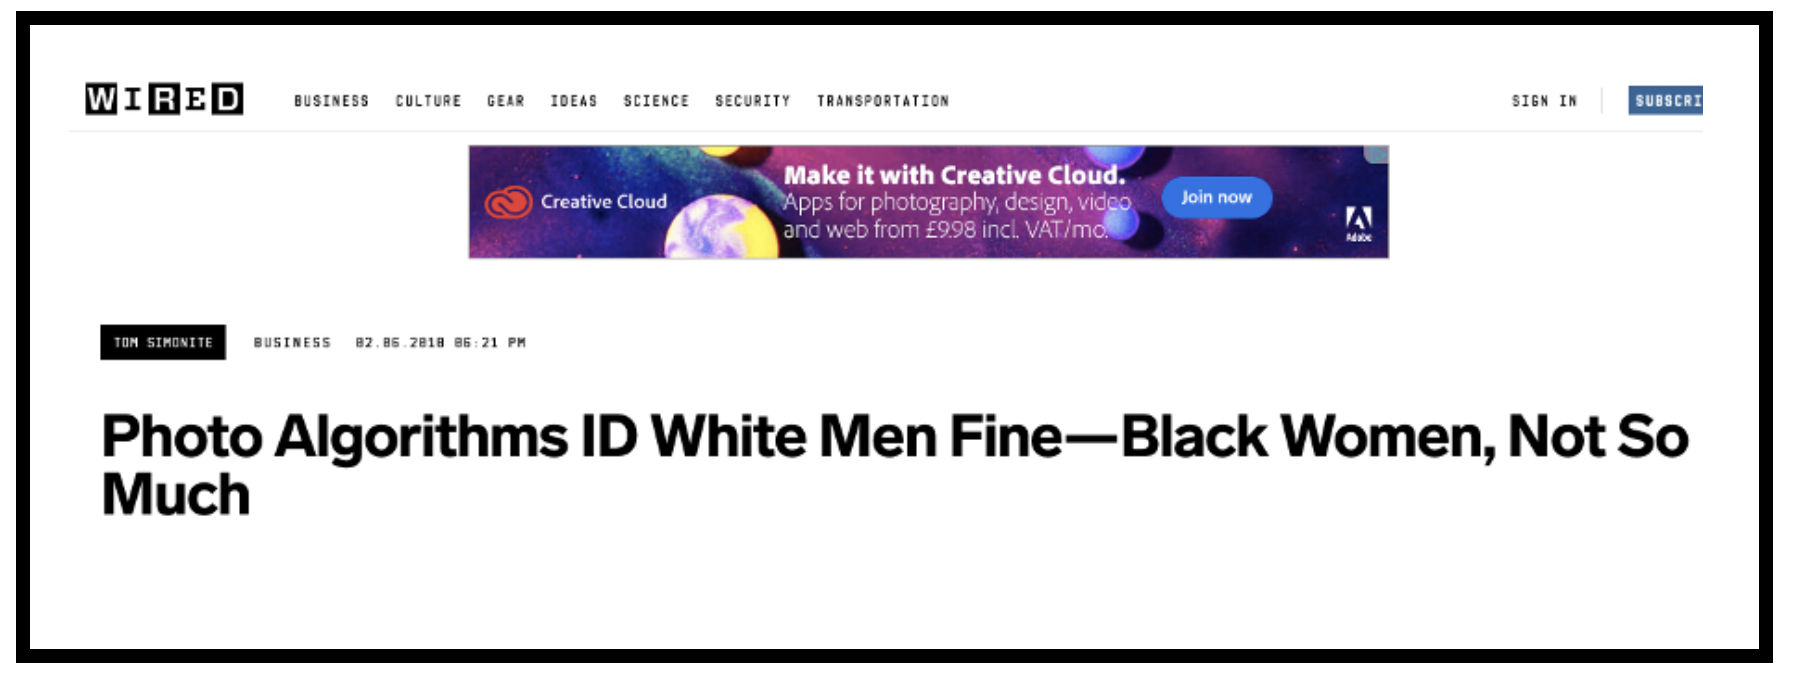 WIRED BUSINESS CULTURE GEAR IDEAS SCIENCE SECURITY TRANSPORTATION SIGN IN SUBSCRI
Creative Cloud
Make it with Creative Cloud.
Apps for photography, design, video
and web from £9.98 incl. VAT/mo.
Join now
Adobe
TOM SIMONITE BUSINESS 02.06.2018 06:21 PM
Photo Algorithms ID White Men Fine—Black Women, Not So
Much